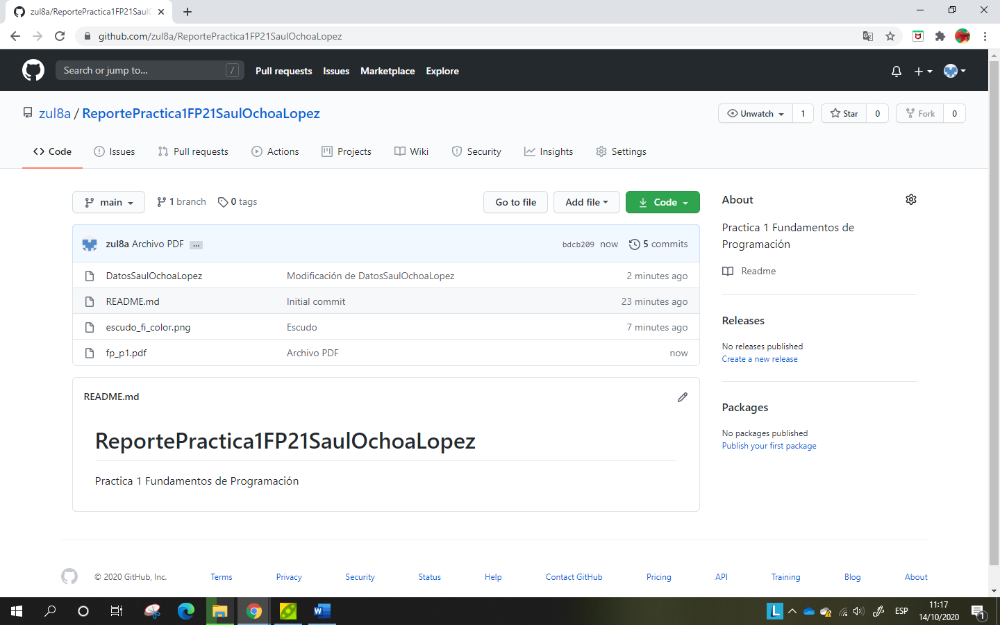 zul8a/ReportePractica1FP21SaulO
github.com/zul8a/ReportePractica1FP21SaulOchoaLopez
Search or jump to... /
Pull requests Issues Marketplace Explore
zul8a / ReportePractica1FP21SaulOchoaLopez
Unwatch 1 Star 0 Fork 0
Code Issues Pull requests Actions Projects Wiki Security Insights Settings
main 1 branch 0 tags Go to file Add file Code
zul8a Archivo PDF ... bdcb209 now 5 commits
DatosSaulOchoaLopez Modificación de DatosSaulOchoaLopez 2 minutes ago
README.md Initial commit 23 minutes ago
escudo_fi_color.png Escudo 7 minutes ago
fp_p1.pdf Archivo PDF now
README.md
ReportePractica1FP21SaulOchoaLopez
Practica 1 Fundamentos de Programación
About
Practica 1 Fundamentos de
Programación
Readme
Releases
No releases published
Create a new release
Packages
No packages published
Publish your first package
© 2020 GitHub, Inc. Terms Privacy Security Status Help Contact GitHub Pricing API Training Blog About
L ESP 11:17
14/10/2020
1